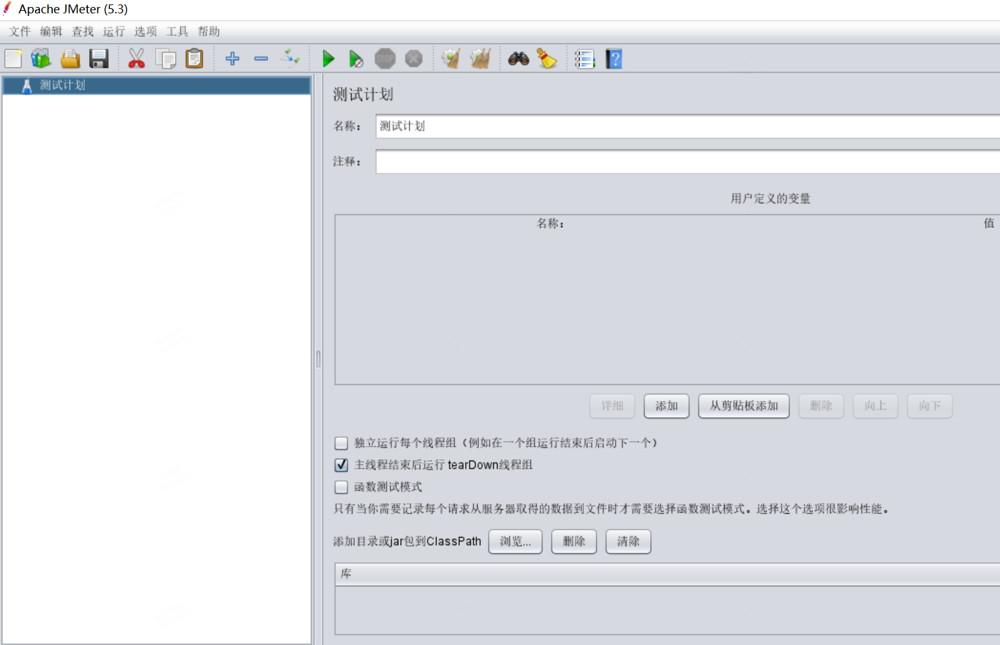 Apache JMeter (5.3)
文件 编辑 查找 运行 选项 工具 帮助
STOP
测试计划
测试计划
名称： 测试计划
注释：
用户定义的变量
名称： 值
详细 添加 从剪贴板添加 删除 向上 向下
独立运行每个线程组（例如在一个组运行结束后启动下一个）
主线程结束后运行 tearDown线程组
函数测试模式
只有当你需要记录每个请求从服务器取得的数据到文件时才需要选择函数测试模式。选择这个选项很影响性能。
添加目录或jar包到ClassPath 浏览... 删除 清除
库